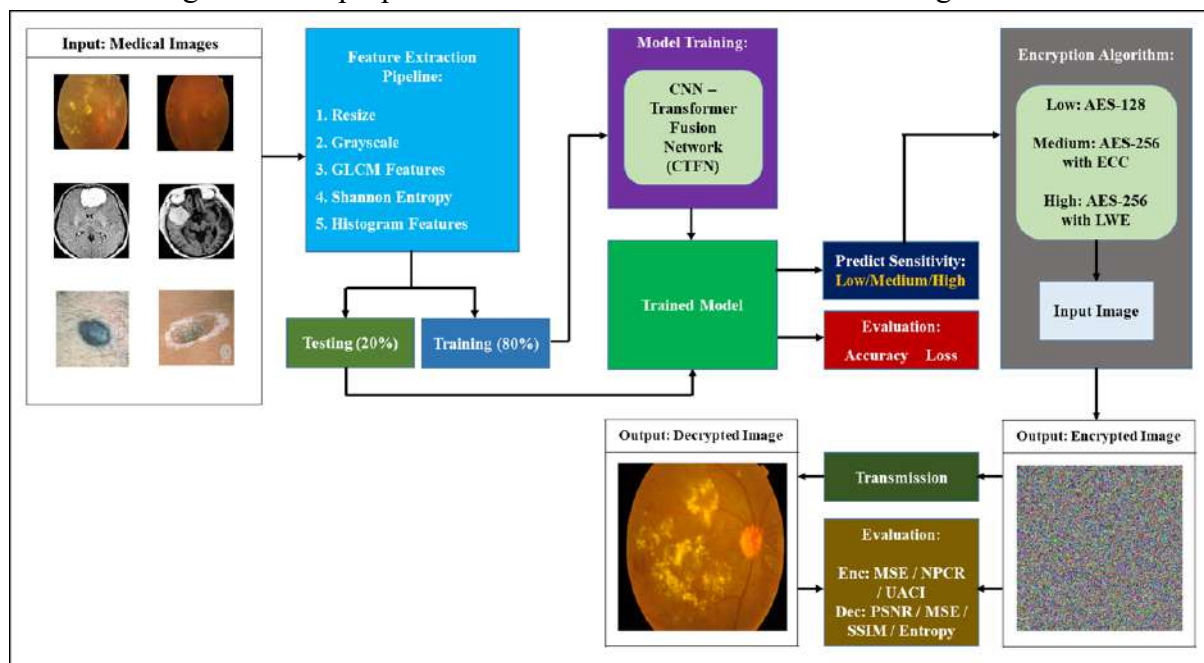 Input: Medical Images
Feature Extraction
Pipeline:
1. Resize
2. Grayscale
3. GLCM Features
4. Shannon Entropy
5. Histogram Features
Testing (20%)
Training (80%)
Model Training:
CNN –
Transformer
Fusion
Network
(CTFN)
Trained Model
Predict Sensitivity:
Low/Medium/High
Evaluation:
Accuracy Loss
Encryption Algorithm:
Low: AES-128
Medium: AES-256
with ECC
High: AES-256
with LWE
Input Image
Output: Decrypted Image
Transmission
Evaluation:
Enc: MSE / NPCR
/ UACI
Dec: PSNR / MSE /
SSIM / Entropy
Output: Encrypted Image